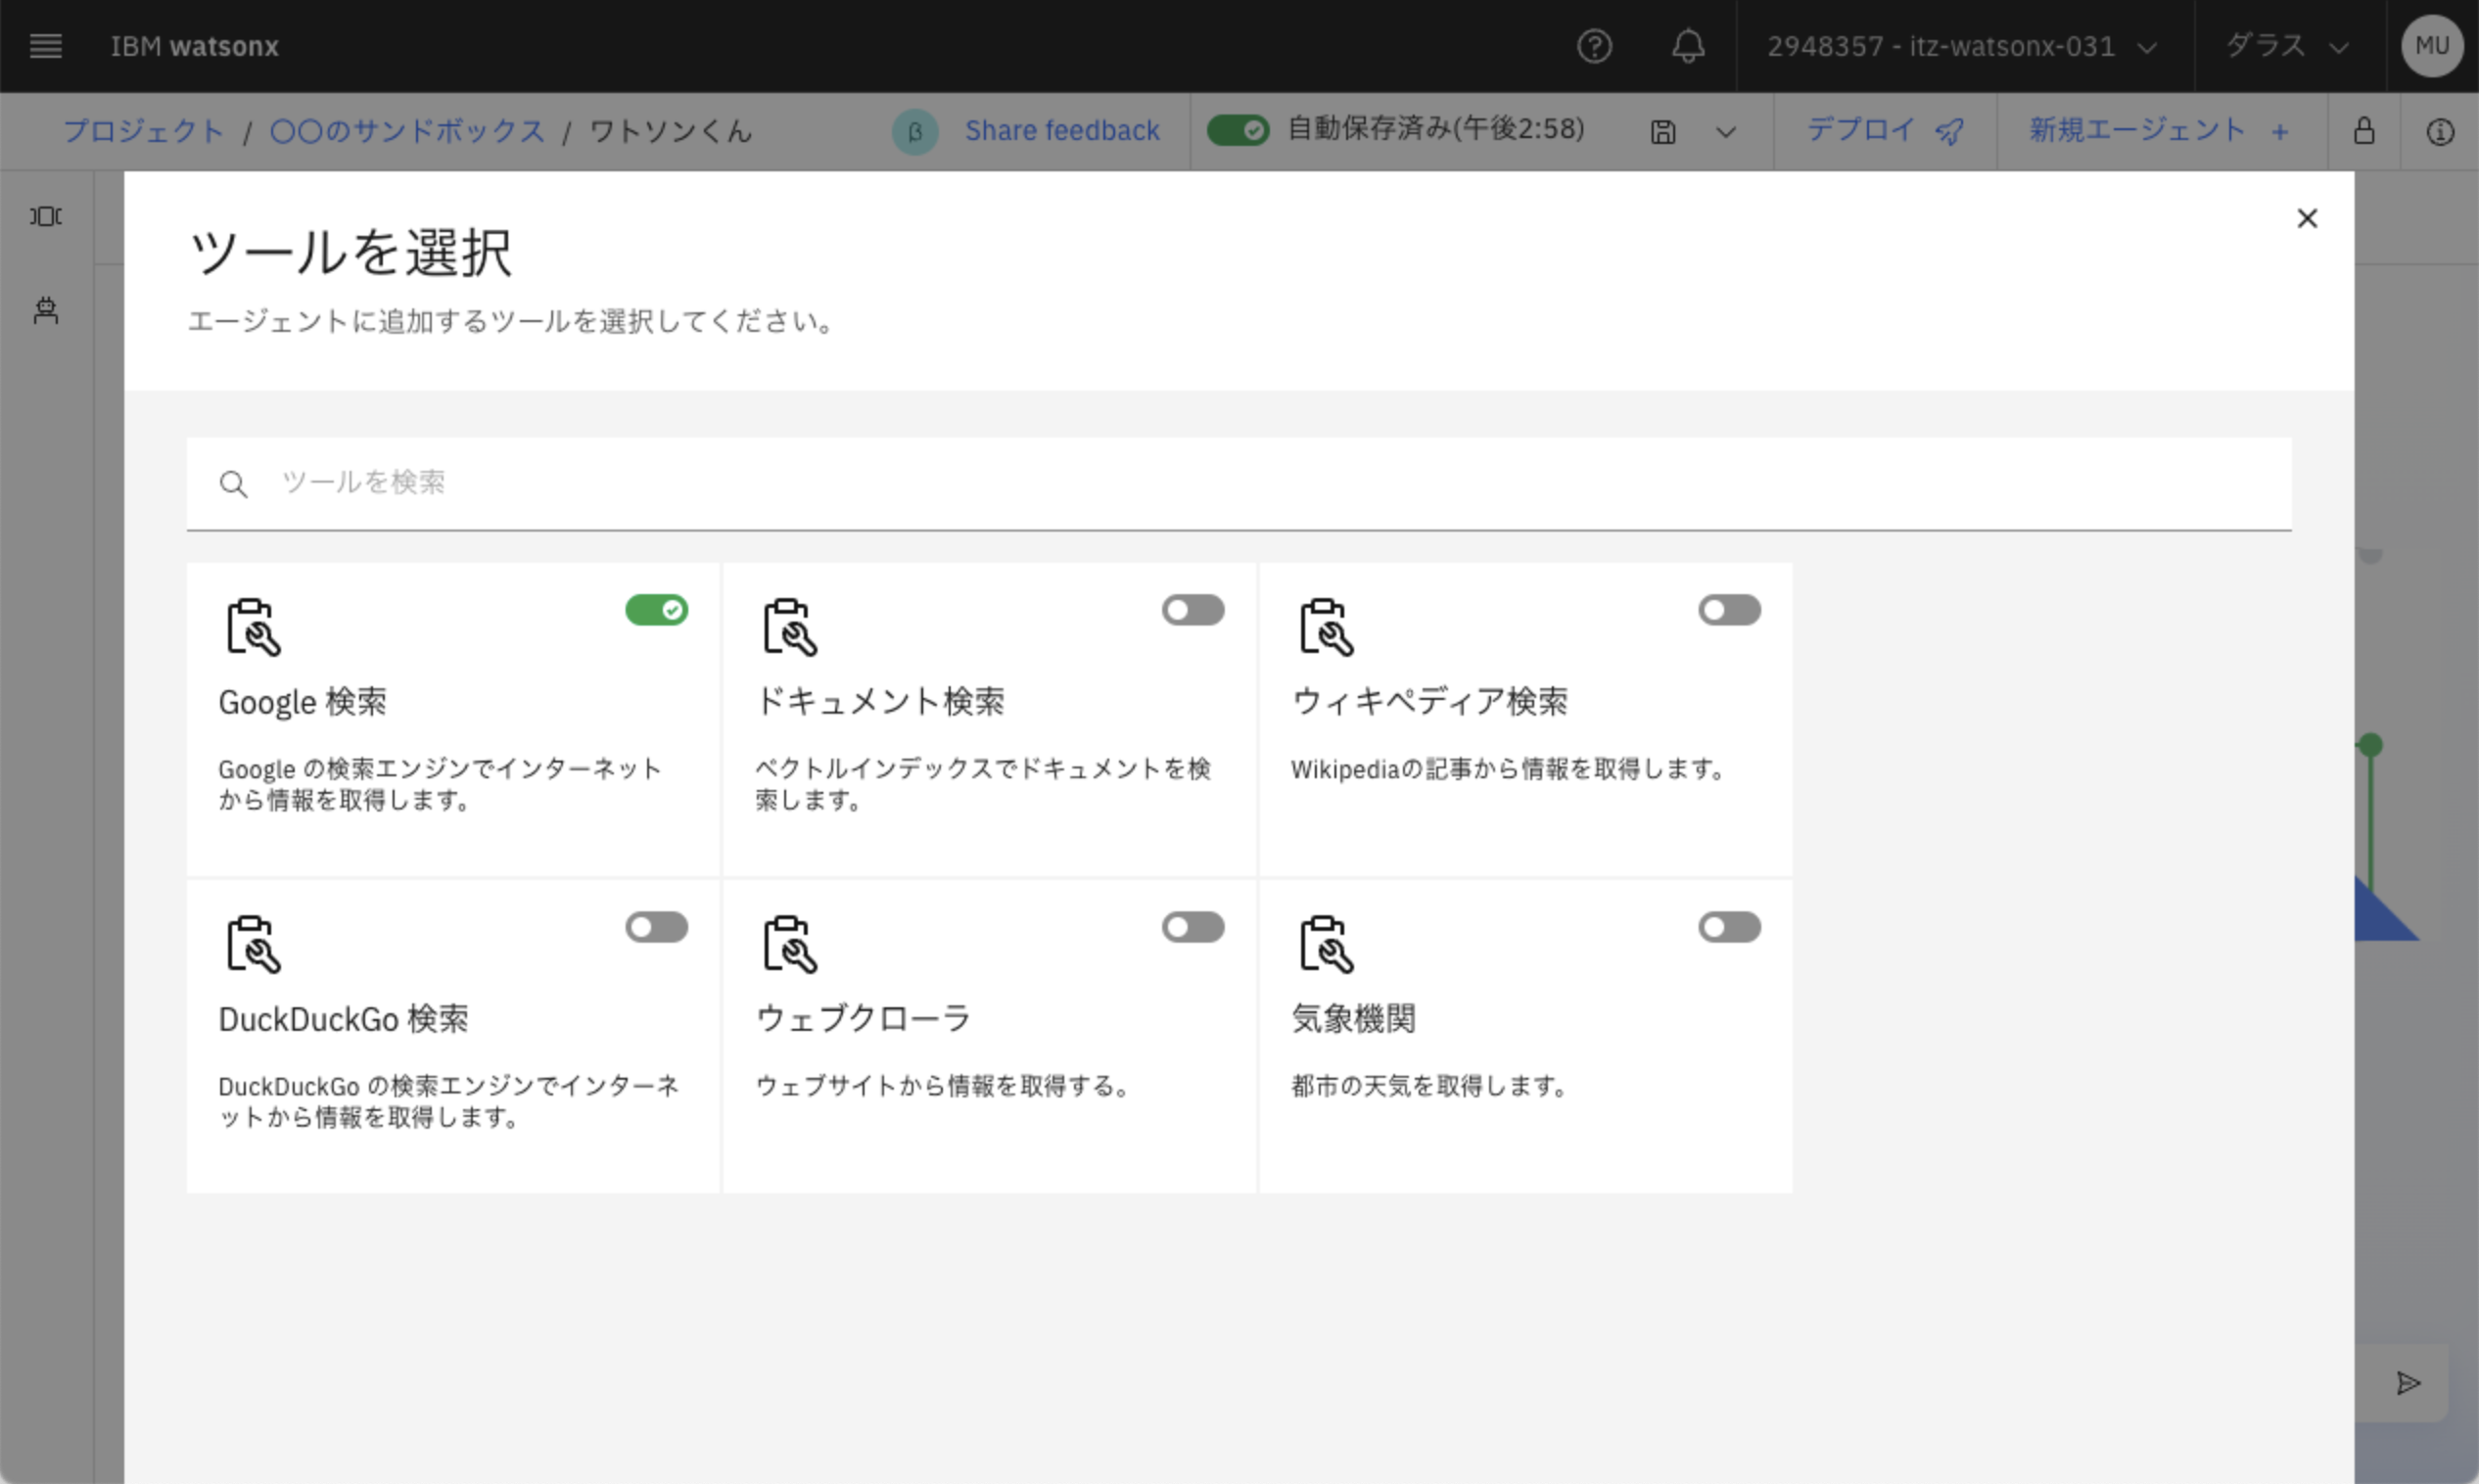 IBM watsonx
2948357 - itz-watsonx-031
ダラス
MU
プロジェクト / 〇〇のサンドボックス / ワトソンくん
β
Share feedback
自動保存済み(午後2:58)
デプロイ
新規エージェント +
ツールを選択
エージェントに追加するツールを選択してください。
ツールを検索
Google 検索
Google の検索エンジンでインターネット
から情報を取得します。
ドキュメント検索
ベクトルインデックスでドキュメントを検
索します。
ウィキペディア検索
Wikipediaの記事から情報を取得します。
DuckDuckGo 検索
DuckDuckGo の検索エンジンでインターネ
ットから情報を取得します。
ウェブクローラ
ウェブサイトから情報を取得する。
気象機関
都市の天気を取得します。